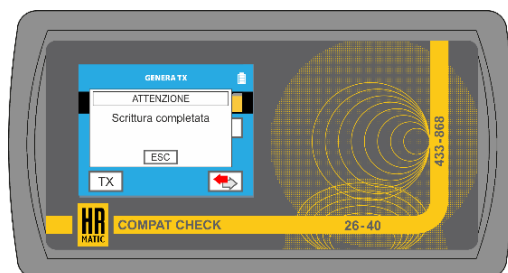 GENERA TX
ATTENZIONE
Scrittura completata
ESC
TX
433-868
HR
MATIC
COMPAT CHECK
26-40